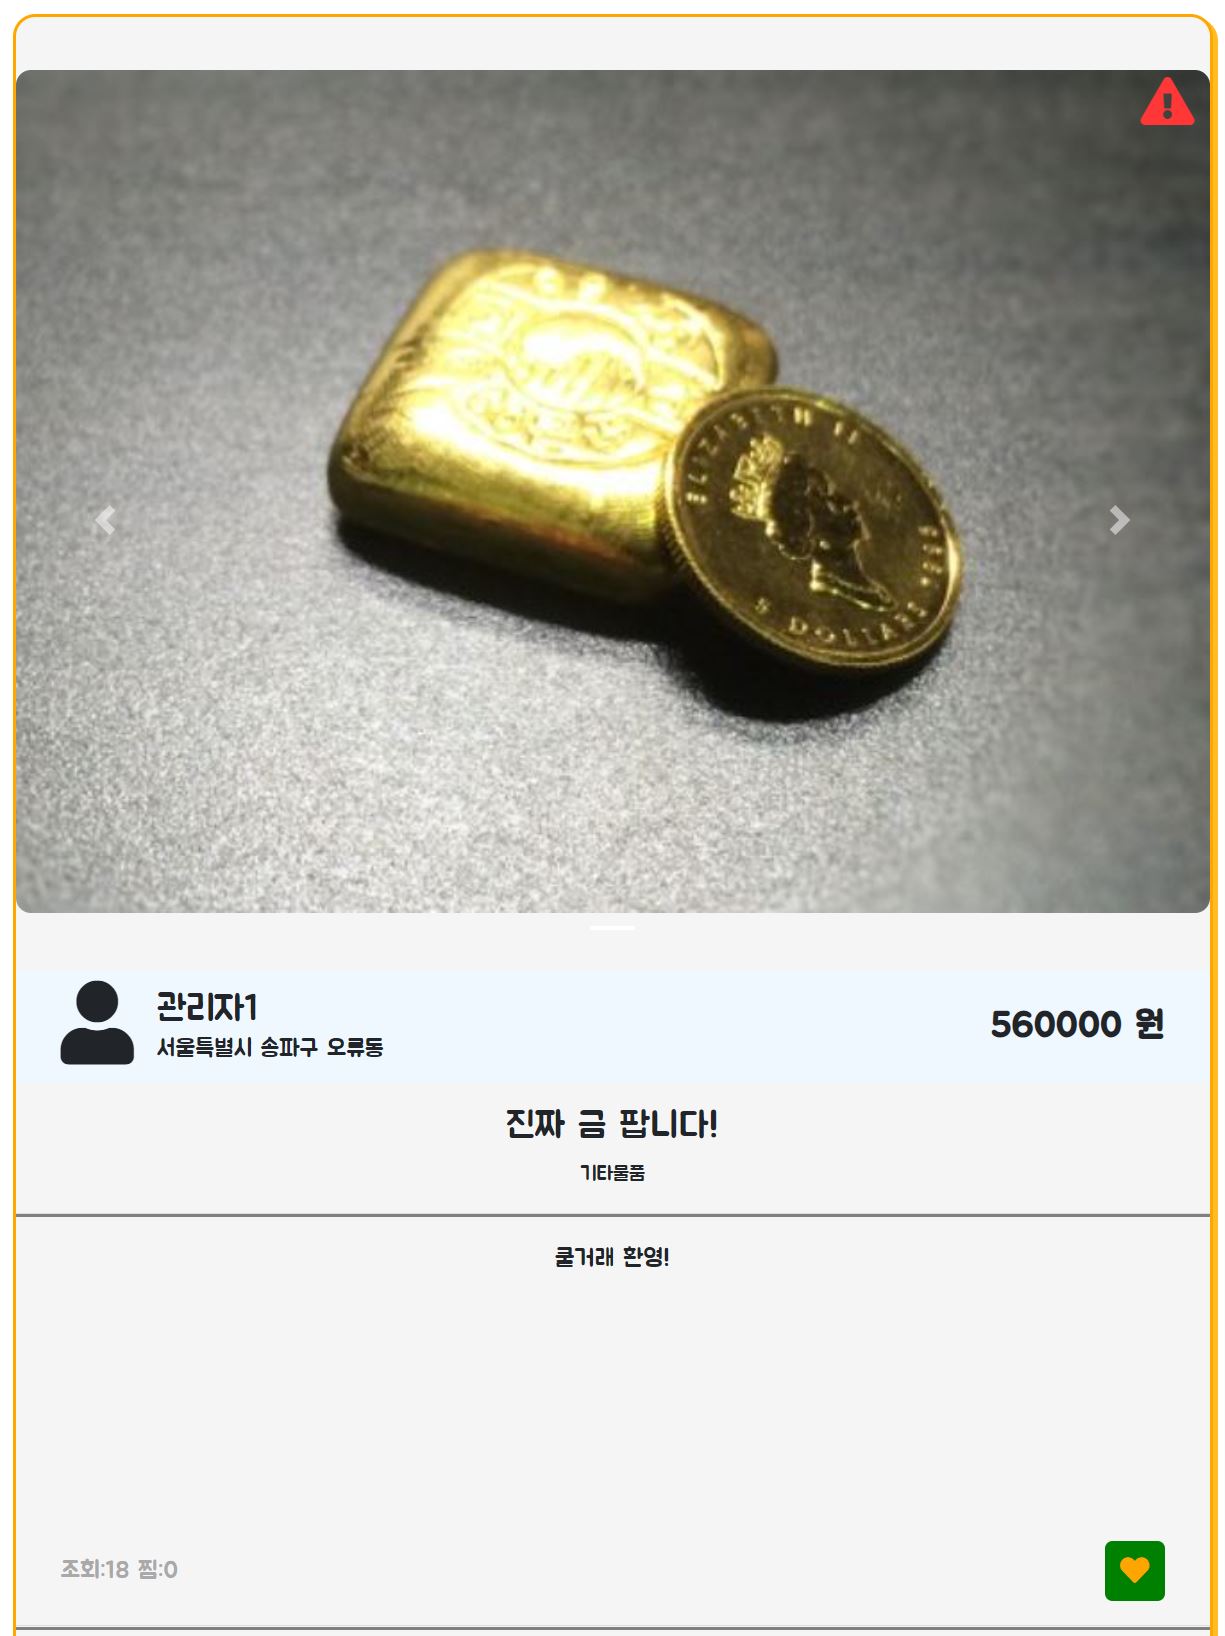 ELIZABETH II
5 DOLLARS
관리자1
서울특별시 송파구 오류동
560000 원
진짜 금 팝니다!
기타물품
쿨거래 환영!
조회:18 찜:0